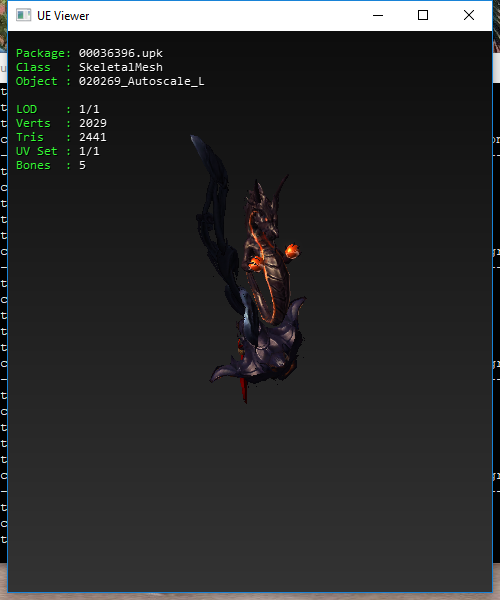 UE Viewer
Package: 00036396.upk
Class  : SkeletalMesh
Object : 020269_Autoscale_L
LOD    : 1/1
Verts  : 2029
Tris   : 2441
UV Set : 1/1
Bones  : 5